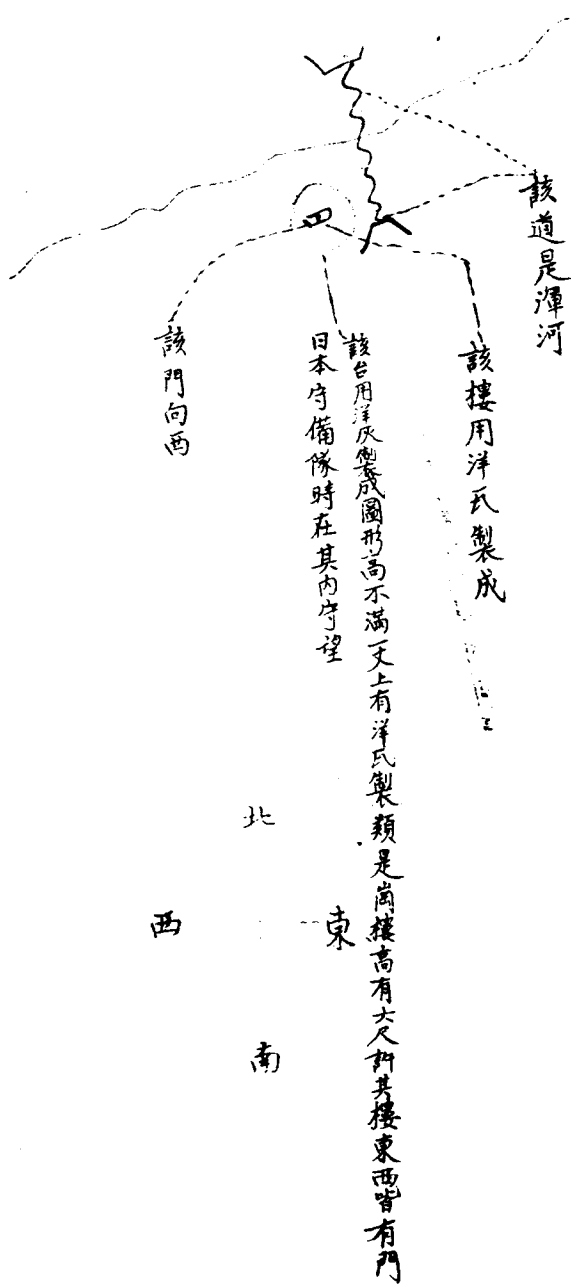 該道是渾河
該樓用洋瓦製成
該台用洋灰製成圖形高不滿一丈上有洋瓦製類是崗樓高有六尺許其樓東西皆有門
日本守備隊時在其內守望
該門向西
北
西
東
南